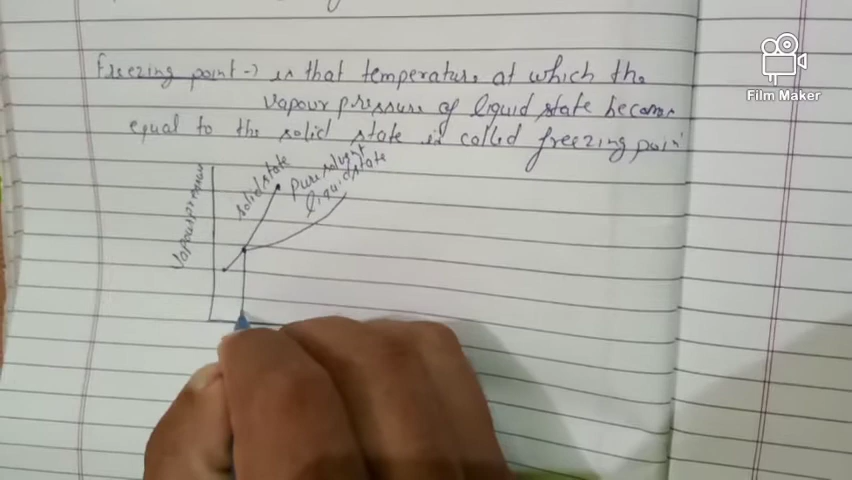 Freezing point → is that temperature at which the
vapour pressure of liquid state becomes
equal to the solid state is called freezing point
Vapour pressure
solid state
pure solvent
liquid state
Film Maker